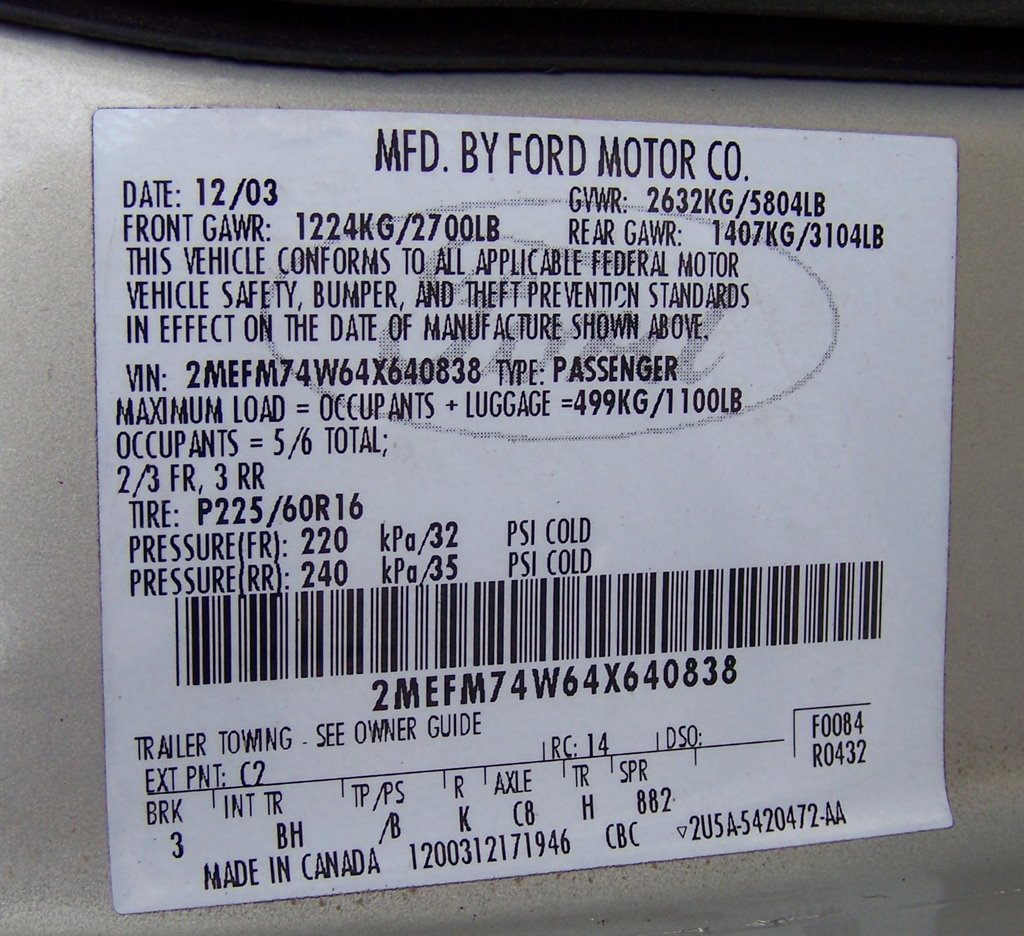 MFD. BY FORD MOTOR CO.
DATE: 12/03 GVWR: 2632KG/5804LB
FRONT GAWR: 1224KG/2700LB REAR GAWR: 1407KG/3104LB
THIS VEHICLE CONFORMS TO ALL APPLICABLE FEDERAL MOTOR
VEHICLE SAFETY, BUMPER, AND THEFT PREVENTION STANDARDS
IN EFFECT ON THE DATE OF MANUFACTURE SHOWN ABOVE.
VIN: 2MEFM74W64X640838 TYPE: PASSENGER
MAXIMUM LOAD = OCCUPANTS + LUGGAGE =499KG/1100LB
OCCUPANTS = 5/6 TOTAL;
2/3 FR, 3 RR
TIRE: P225/60R16
PRESSURE(FR): 220 kPa/32 PSI COLD
PRESSURE(RR): 240 kPa/35 PSI COLD
2MEFM74W64X640838
TRAILER TOWING - SEE OWNER GUIDE
F0084
EXT PNT: C2 RC: 14 DSO: R0432
BRK INT TR TP/PS R AXLE TR SPR
3 BH /B K C8 H 882
MADE IN CANADA 1200312171946 CBC ▽2U5A-5420472-AA